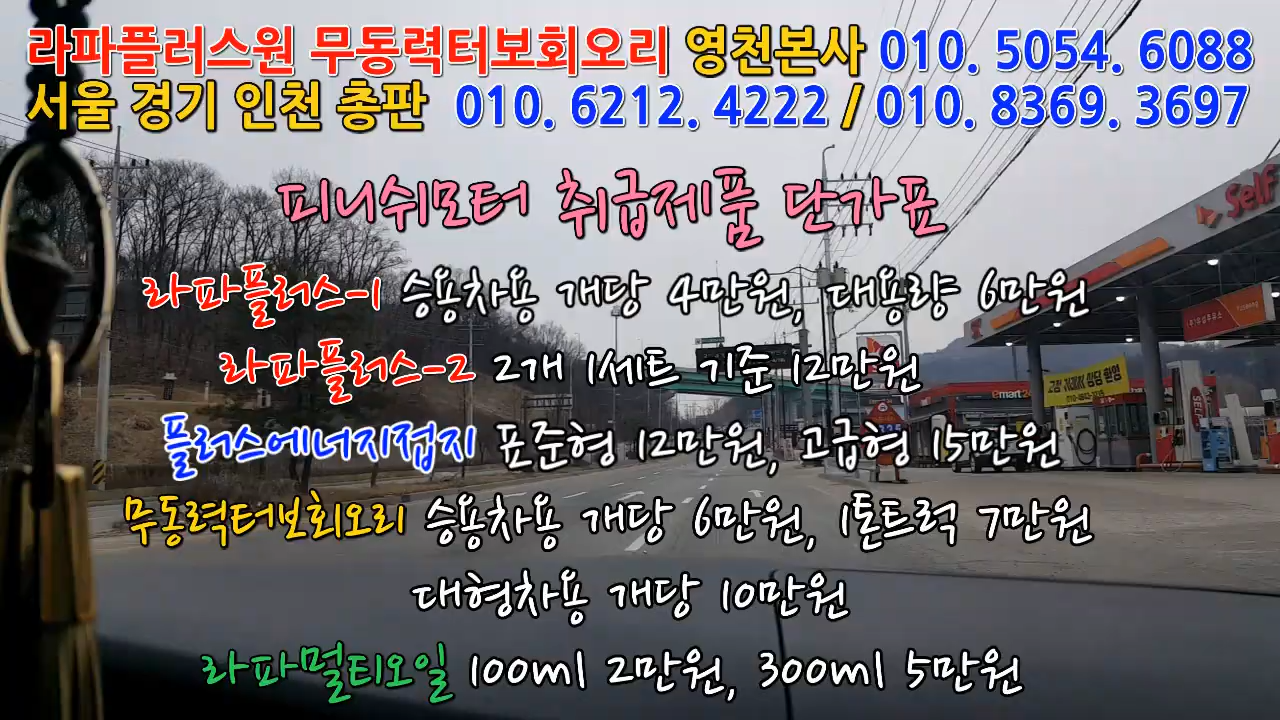 라파플러스원 무동력터보회오리 영천본사 010. 5054. 6088
서울 경기 인천 총판 010. 6212. 4222 / 010. 8369. 3697
피니쉬모터 취급제품 단가표
라파플러스-1 승용차용 개당 4만원, 대용량 6만원
라파플러스-2 2개 1세트 기준 12만원
플러스에너지접지 표준형 12만원, 고급형 15만원
무동력터보회오리 승용차용 개당 6만원, 1톤트럭 7만원
대형차용 개당 10만원
라파멀티오일 100ml 2만원, 300ml 5만원
Self
emart24